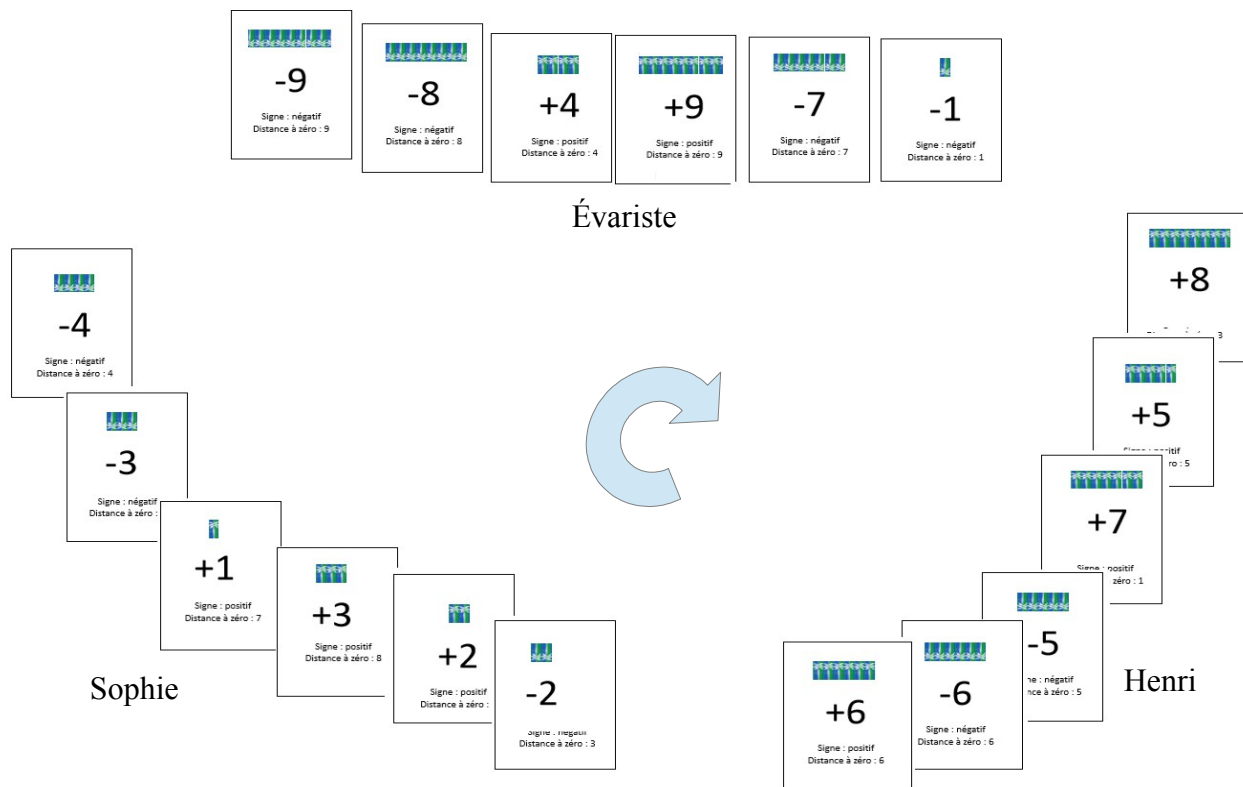 -9
Signe : négatif
Distance à zéro : 9
-8
Signe : négatif
Distance à zéro : 8
+4
Signe : positif
Distance à zéro : 4
+9
Signe : positif
Distance à zéro : 9
-7
Signe : négatif
Distance à zéro : 7
-1
Signe : négatif
Distance à zéro : 1
Évariste
-4
Signe : négatif
Distance à zéro : 4
-3
Signe : négatif
Distance à zéro :
+1
Signe : positif
Distance à zéro : 7
+3
Signe : positif
Distance à zéro : 8
+2
Signe : positif
Distance à zéro :
-2
Signe : négatif
Distance à zéro : 3
Sophie
+8
+5
Signe : positif
zéro : 5
+7
Signe : positif
zéro : 1
-5
négatif
à zéro : 5
-6
Signe : négatif
Distance à zéro : 6
+6
Signe : positif
Distance à zéro : 6
Henri